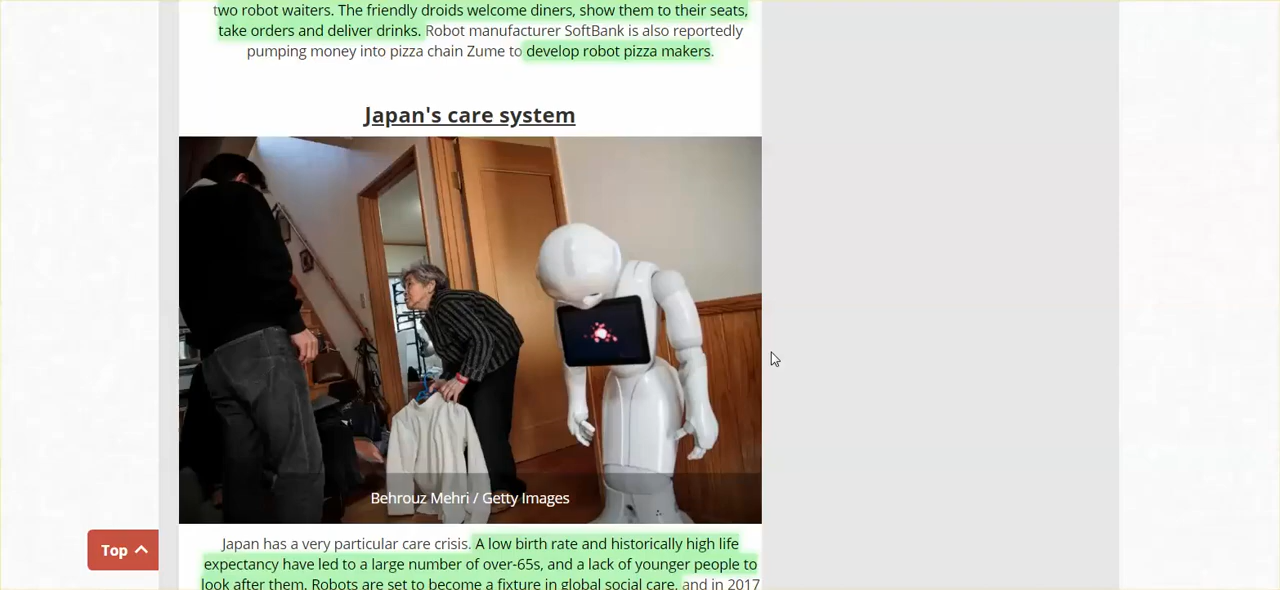 two robot waiters. The friendly droids welcome diners, show them to their seats,
take orders and deliver drinks. Robot manufacturer SoftBank is also reportedly
pumping money into pizza chain Zume to develop robot pizza makers.
Japan's care system
Behrouz Mehri / Getty Images
Top
Japan has a very particular care crisis. A low birth rate and historically high life
expectancy have led to a large number of over-65s, and a lack of younger people to
look after them. Robots are set to become a fixture in global social care, and in 2017